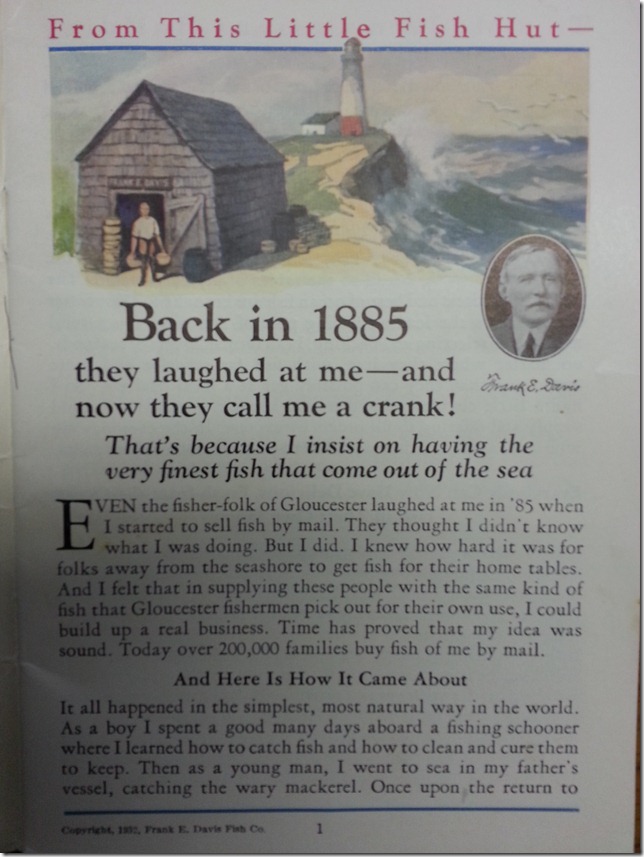 From This Little Fish Hut—
FRANK E. DAVIS
Frank E. Davis
Back in 1885
they laughed at me—and
now they call me a crank!
That's because I insist on having the
very finest fish that come out of the sea
EVEN the fisher-folk of Gloucester laughed at me in '85 when
I started to sell fish by mail. They thought I didn't know
what I was doing. But I did. I knew how hard it was for
folks away from the seashore to get fish for their home tables.
And I felt that in supplying these people with the same kind of
fish that Gloucester fishermen pick out for their own use, I could
build up a real business. Time has proved that my idea was
sound. Today over 200,000 families buy fish of me by mail.
And Here Is How It Came About
It all happened in the simplest, most natural way in the world.
As a boy I spent a good many days aboard a fishing schooner
where I learned how to catch fish and how to clean and cure them
to keep. Then as a young man, I went to sea in my father's
vessel, catching the wary mackerel. Once upon the return to
Copyright, 1932, Frank E. Davis Fish Co.
1